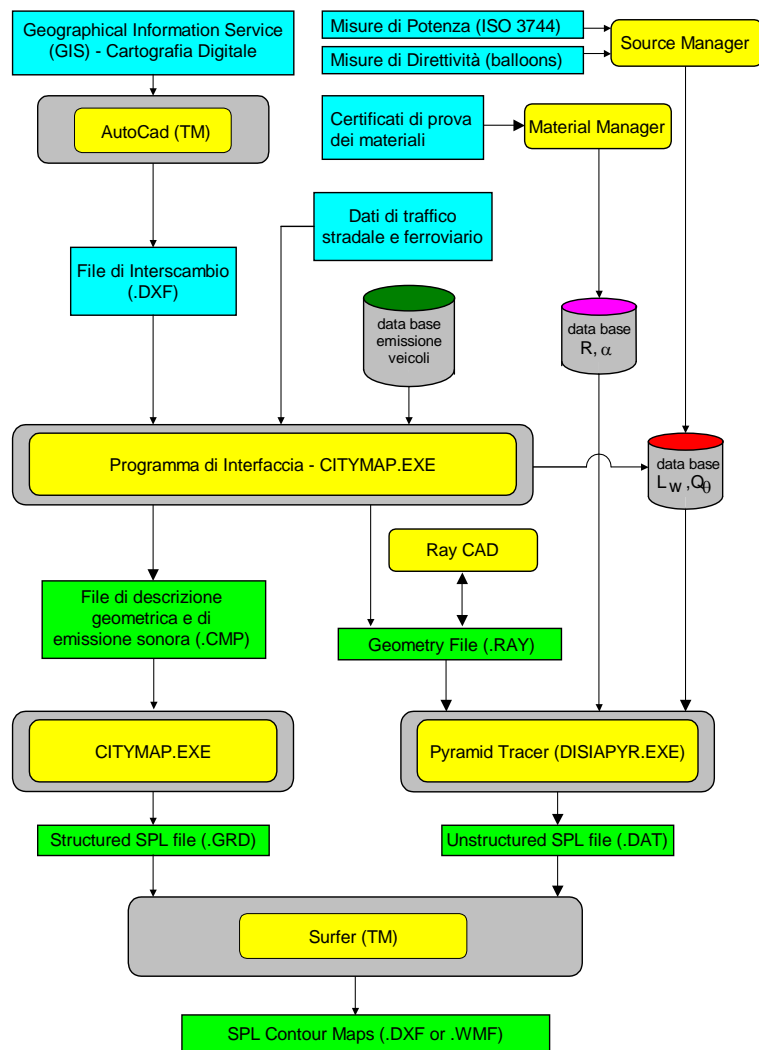 Geographical Information Service
(GIS) - Cartografia Digitale
Misure di Potenza (ISO 3744)
Misure di Direttività (balloons)
Source Manager
AutoCad (TM)
Certificati di prova
dei materiali
Material Manager
Dati di traffico
stradale e ferroviario
File di Interscambio
(.DXF)
data base
emissione
veicoli
data base
R, α
Programma di Interfaccia - CITYMAP.EXE
data base
LW ,Qθ
Ray CAD
File di descrizione
geometrica e di
emissione sonora (.CMP)
Geometry File (.RAY)
CITYMAP.EXE
Pyramid Tracer (DISIAPYR.EXE)
Structured SPL file (.GRD)
Unstructured SPL file (.DAT)
Surfer (TM)
SPL Contour Maps (.DXF or .WMF)